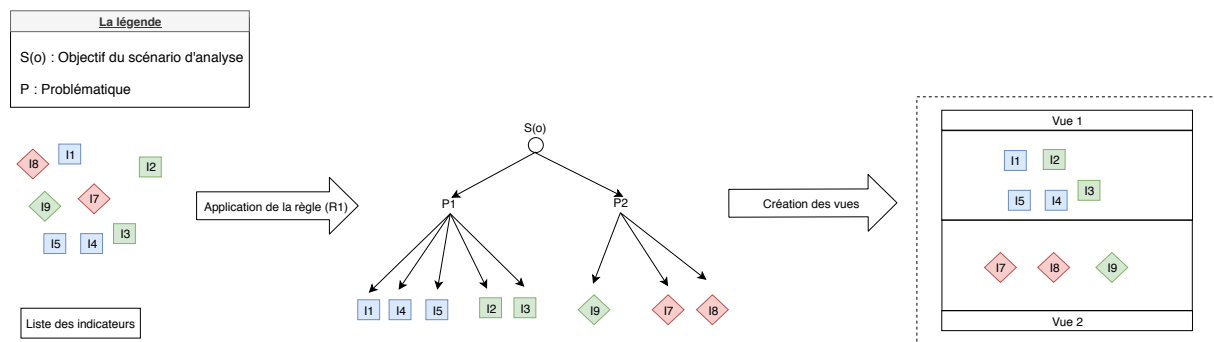 La légende
S(o) : Objectif du scénario d'analyse
P : Problématique
I8
I1
I2
I9
I7
I5
I4
I3
Liste des indicateurs
Application de la règle (R1)
S(o)
P1
P2
I1
I4
I5
I2
I3
I9
I7
I8
Création des vues
Vue 1
I1
I2
I3
I5
I4
I7
I8
I9
Vue 2